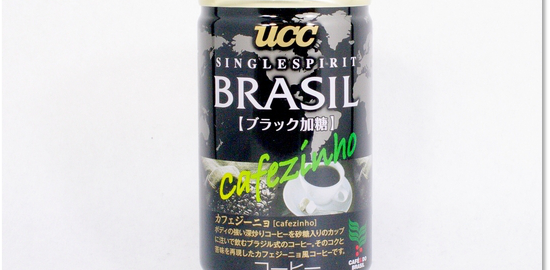 UCC
SINGLESPIRIT
BRASIL
【ブラック加糖】
cafezinho
カフェジーニョ[cafezinho]
ボディの強い深炒りコーヒーを砂糖入りのカップ
に注いで飲むブラジル式のコーヒー。そのコクと
苦味を再現したカフェジーニョ風コーヒーです。
CAFÉ DO
BRASIL
コーヒー